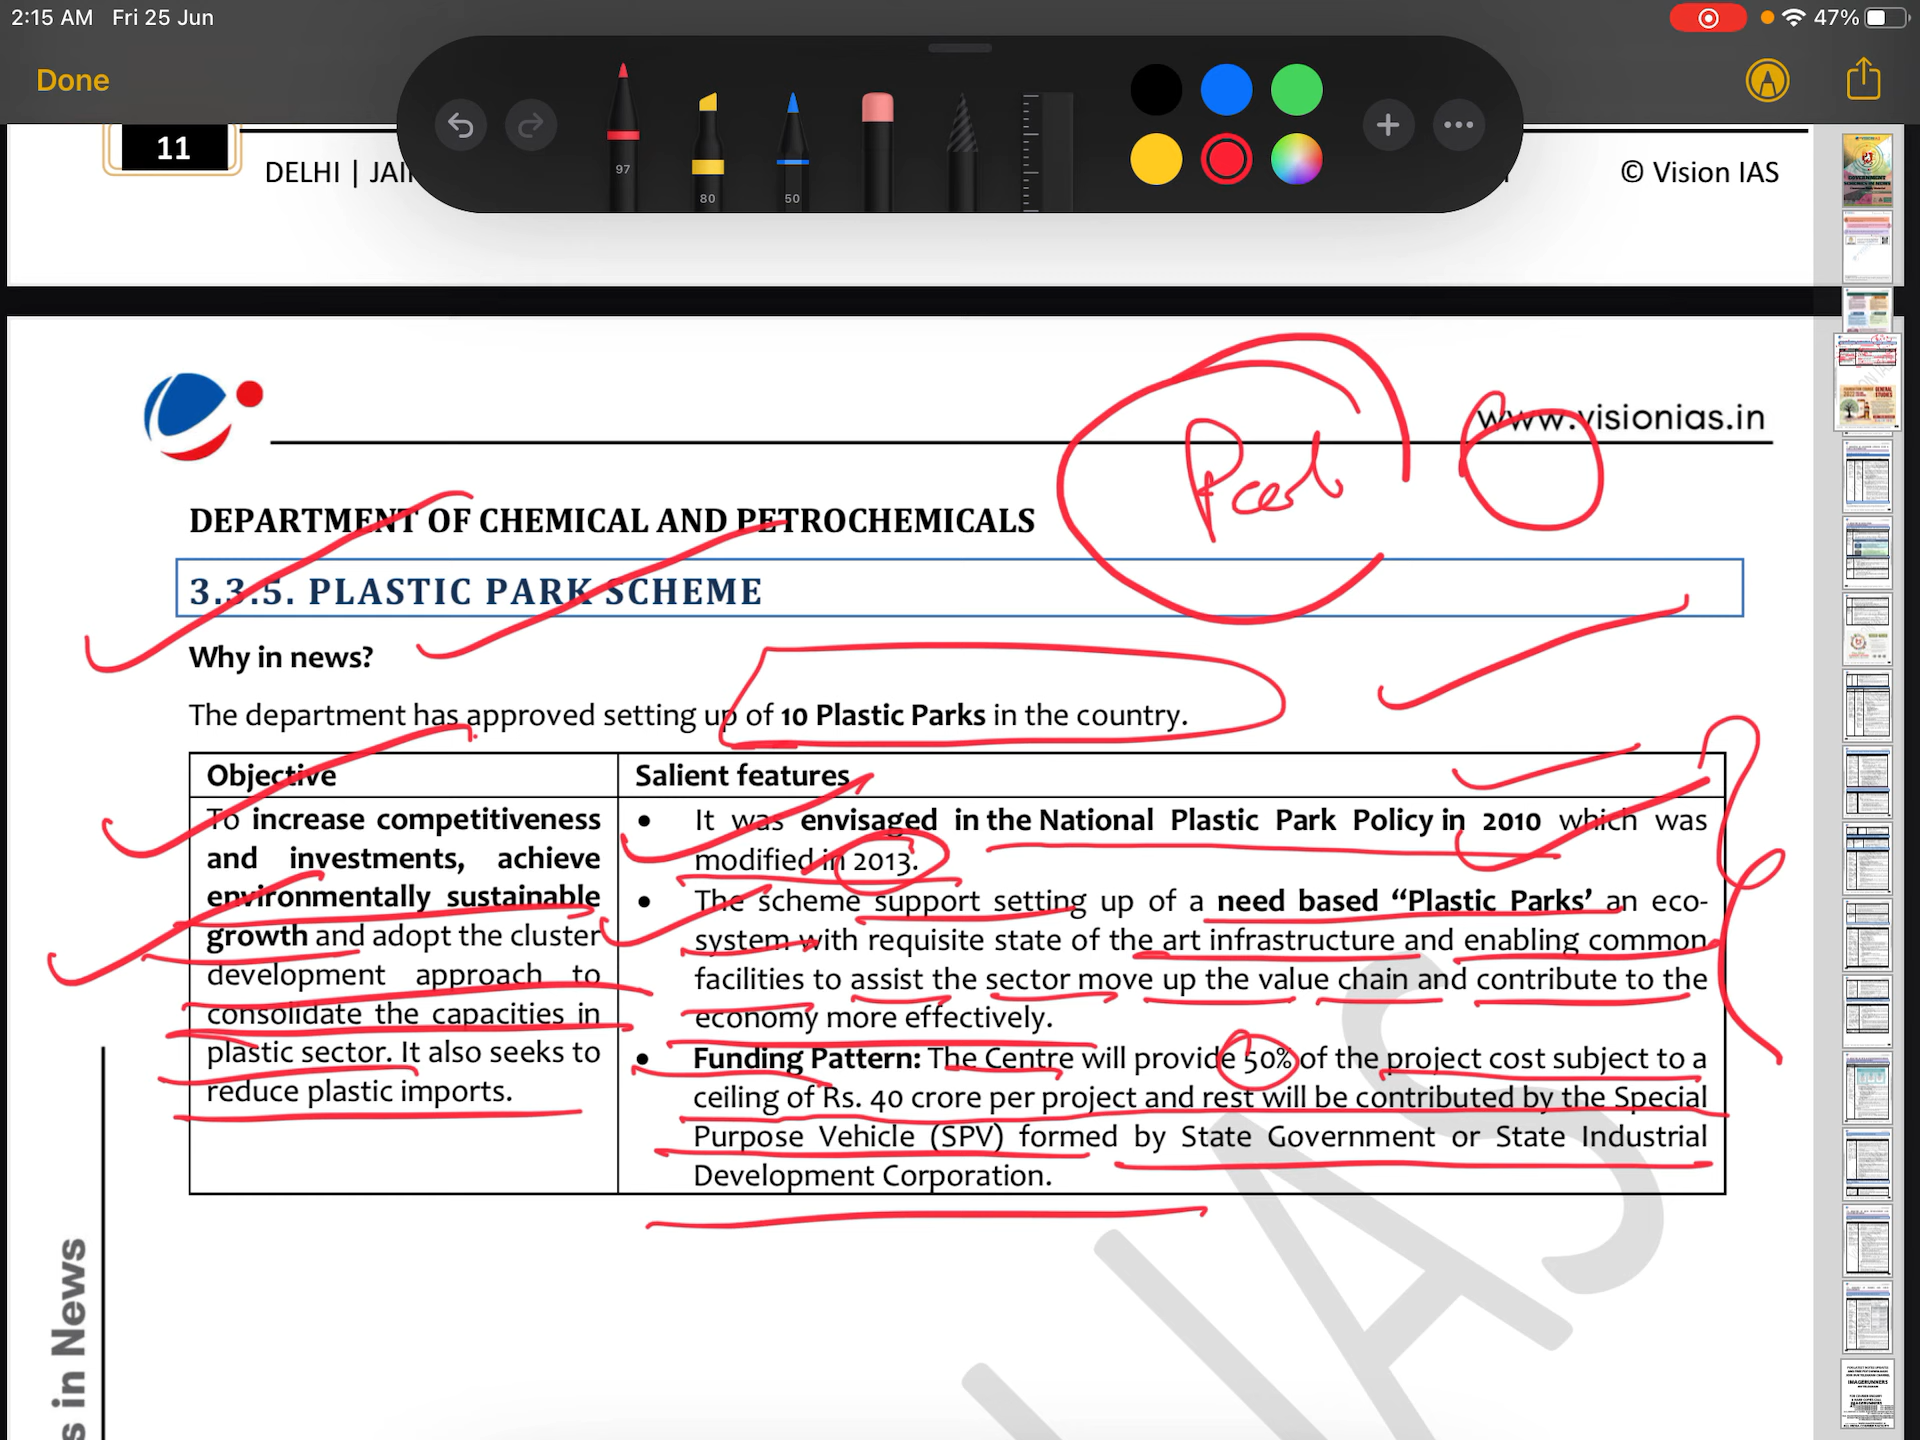 2:15 AM Fri 25 Jun
47%
Done
97
80
50
11
DELHI |
© Vision IAS
www.visionias.in
DEPARTMENT OF CHEMICAL AND PETROCHEMICALS
3.3.5. PLASTIC PARK SCHEME
Why in news?
The department has approved setting up of 10 Plastic Parks in the country.
Objective
To increase competitiveness
and investments, achieve
environmentally sustainable
growth and adopt the cluster
development approach to
consolidate the capacities in
plastic sector. It also seeks to
reduce plastic imports.
Salient features
• It was envisaged in the National Plastic Park Policy in 2010 which was
modified in 2013.
• The scheme support setting up of a need based “Plastic Parks’ an eco-
system with requisite state of the art infrastructure and enabling common
facilities to assist the sector move up the value chain and contribute to the
economy more effectively.
• Funding Pattern: The Centre will provide 50% of the project cost subject to a
ceiling of Rs. 40 crore per project and rest will be contributed by the Special
Purpose Vehicle (SPV) formed by State Government or State Industrial
Development Corporation.
s in News
IAS